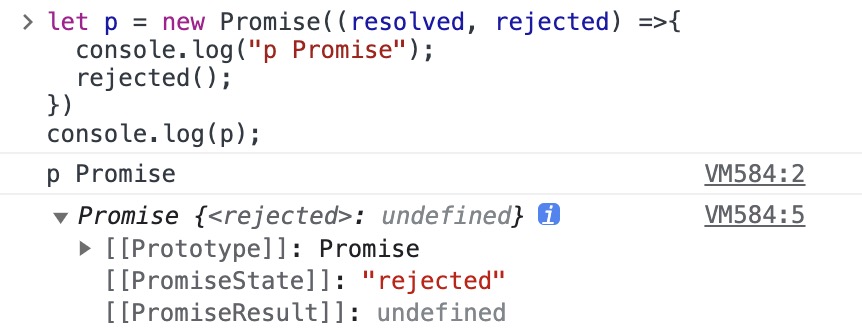 > let p = new Promise((resolved, rejected) =>{
console.log("p Promise");
rejected();
})
console.log(p);
p Promise VM584:2
▼ Promise {<rejected>: undefined} i VM584:5
▶ [[Prototype]]: Promise
[[PromiseState]]: "rejected"
[[PromiseResult]]: undefined